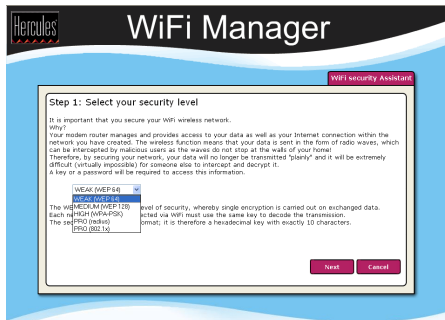 Hercules
WiFi Manager
WiFi security Assistant
Step 1: Select your security level
It is important that you secure your WiFi wireless network.
Why?
Your modem router manages and provides access to your data as well as your Internet connection within the
network you have created. The wireless function means that your data is sent in the form of radio waves, which
can be intercepted by malicious users as the waves do not stop at the walls of your home!
Therefore, by securing your network, your data will no longer be transmitted "plainly" and it will be extremely
difficult (virtually impossible) for someone else to intercept and decrypt it.
A key or a password will be required to access this information.
WEAK (WEP 64)
WEAK (WEP 64)
MEDIUM (WEP 128)
HIGH (WPA-PSK)
PRO (radius)
PRO (802.1x)
The WE evel of security, whereby single encryption is carried out on exchanged data.
Each ne ected via WiFi must use the same key to decode the transmission.
The sec ormat; it is therefore a hexadecimal key with exactly 10 characters.
Next
Cancel